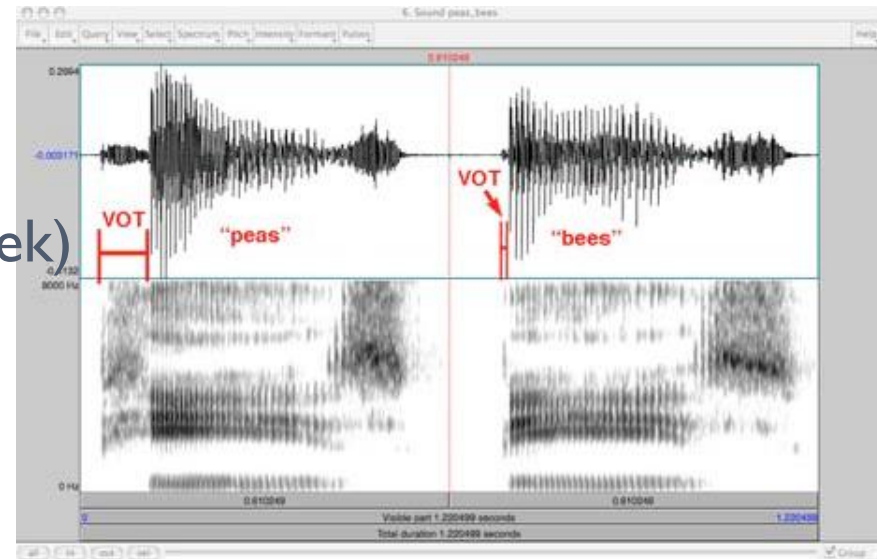 6. Sound peas_bees
File Edit Query View Select Spectrum Pitch Intensity Formant Pulses Help
0.610249
0.2994
-0.003171
VOT
VOT
ek)
"peas"
"bees"
8000 Hz
0 Hz
0.610249 0.610249
0 Visible part 1.220499 seconds 1.220499
Total duration 1.220499 seconds
all in out sel Group